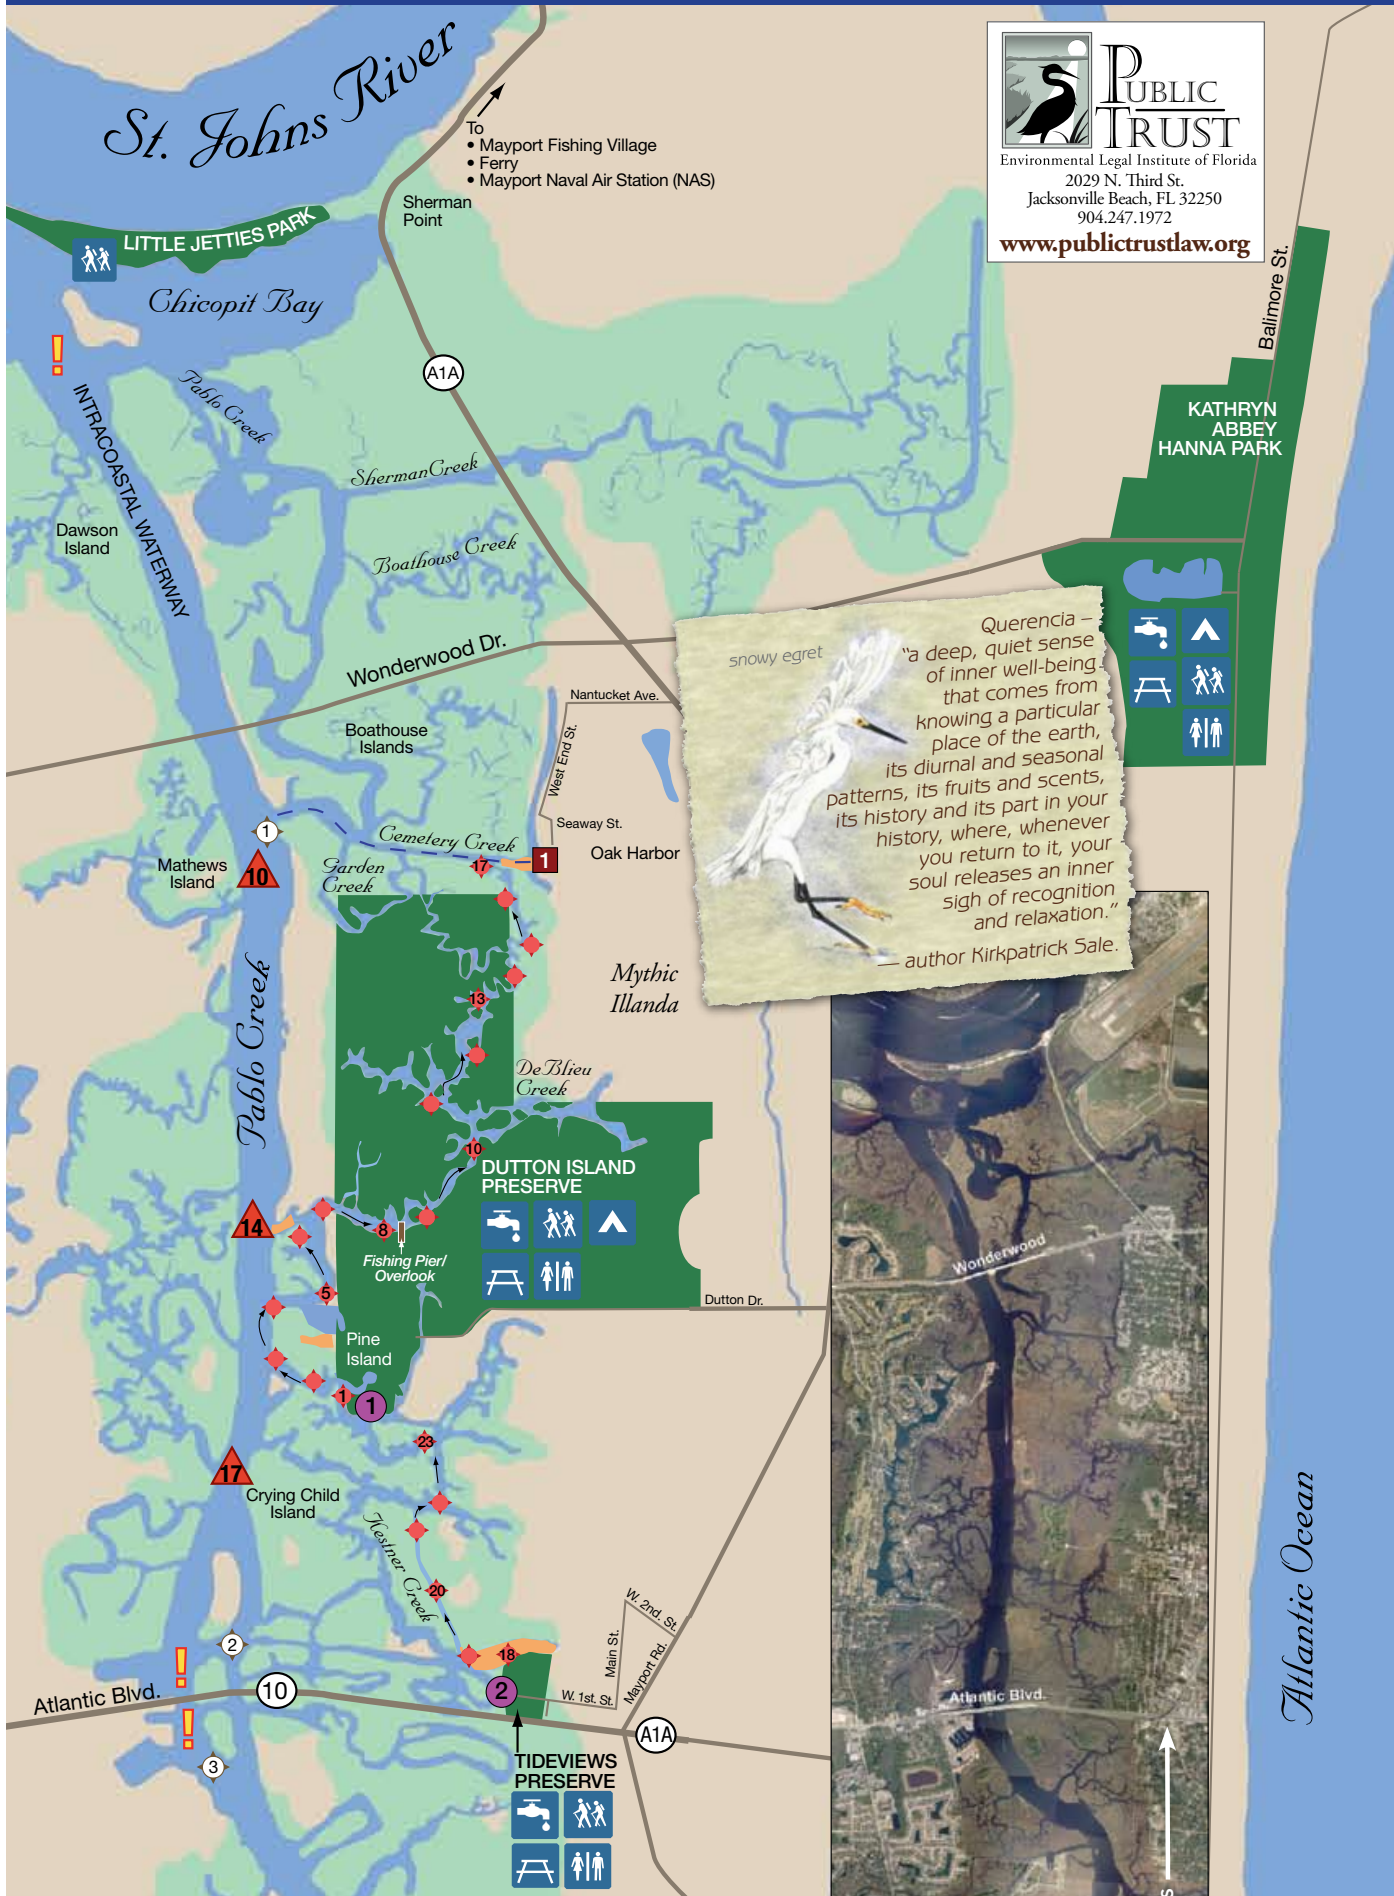 St. Johns River
To
• Mayport Fishing Village
• Ferry
• Mayport Naval Air Station (NAS)
Sherman
Point
PUBLIC
TRUST
Environmental Legal Institute of Florida
2029 N. Third St.
Jacksonville Beach, FL 32250
904.247.1972
www.publictrustlaw.org
LITTLE JETTIES PARK
Chicopit Bay
!
Balimore St.
A1A
Pablo Creek
INTRACOASTAL WATERWAY
KATHRYN
ABBEY
HANNA PARK
Sherman Creek
Dawson
Island
Boathouse Creek
Wonderwood Dr.
snowy egret
Querencia –
"a deep, quiet sense
of inner well-being
that comes from
knowing a particular
place of the earth,
its diurnal and seasonal
patterns, its fruits and scents,
its history and its part in your
history, where, whenever
you return to it, your
soul releases an inner
sigh of recognition
and relaxation."
— author Kirkpatrick Sale.
Nantucket Ave.
West End St.
Boathouse
Islands
Seaway St.
1
Cemetery Creek
Oak Harbor
1
17
Mathews
Island
10
Garden
Creek
Mythic
Illanda
13
Pablo Creek
DeBlieu
Creek
10
DUTTON ISLAND
PRESERVE
14
8
Fishing Pier/
Overlook
Wonderwood
5
Dutton Dr.
Pine
Island
1
1
23
17
Crying Child
Island
Kestner Creek
20
W. 2nd. St.
Main St.
Mayport Rd.
18
2
!
2
W. 1st. St.
Atlantic Blvd.
10
Atlantic Blvd.
!
A1A
3
TIDEVIEWS
PRESERVE
Atlantic Ocean